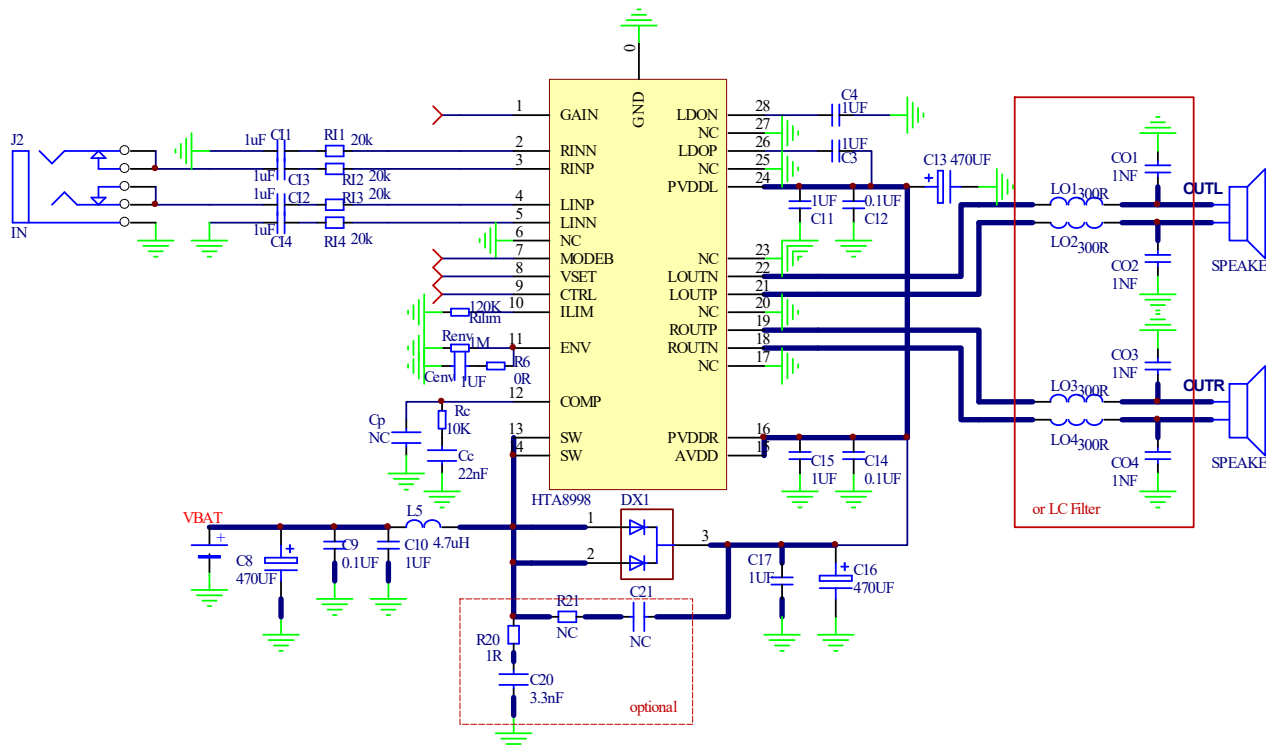 0
GND
1 GAIN LDON 28
NC 27
2 RINN LDOP 26
3 RINP NC 25
PVDDL 24
4 LINP
5 LINN
6 NC
7 MODEB NC 23
8 VSET LOUTN 22
9 CTRL LOUTP 21
10 ILIM NC 20
ROUTP 19
11 ENV ROUTN 18
NC 17
12 COMP
13 SW PVDDR 16
14 SW AVDD 15
HTA8998
J2
IN
1uF CI1 RI1 20k
1uF CI3 RI2 20k
1uF CI2 RI3 20k
1uF CI4 RI4 20k
120K
Rilim
Renv
1M
Cenv 1UF
R6
0R
Cp
NC
Rc
10K
Cc
22nF
C4
1UF
1UF
C3
C13 470UF
1UF
C11
0.1UF
C12
C15
1UF
C14
0.1UF
CO1
1NF
LO1 300R
OUTL
LO2 300R
CO2
1NF
SPEAKE
CO3
1NF
LO3 300R
OUTR
LO4 300R
CO4
1NF
SPEAKE
or LC Filter
VBAT
+
L5
4.7uH
DX1
1
2
3
C8
470UF
+
C9
0.1UF
C10
1UF
C17
1UF
+
C16
470UF
R21
NC
C21
NC
R20
1R
C20
3.3nF
optional
+